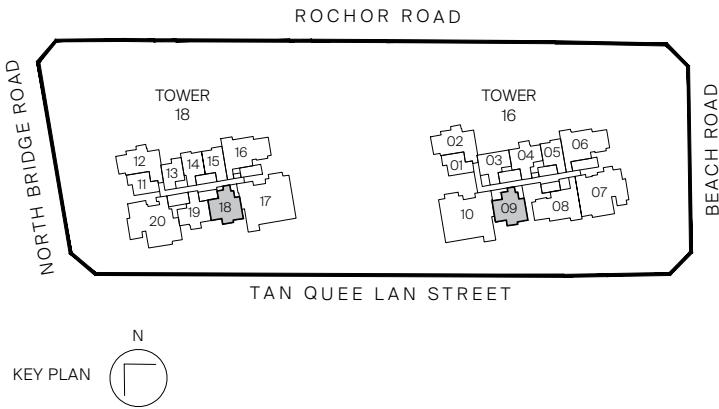 ROCHOR ROAD
NORTH BRIDGE ROAD
BEACH ROAD
TOWER
18
TOWER
16
12
11
13
14
15
16
20
19
18
17
02
01
03
04
05
06
10
09
08
07
TAN QUEE LAN STREET
N
KEY PLAN